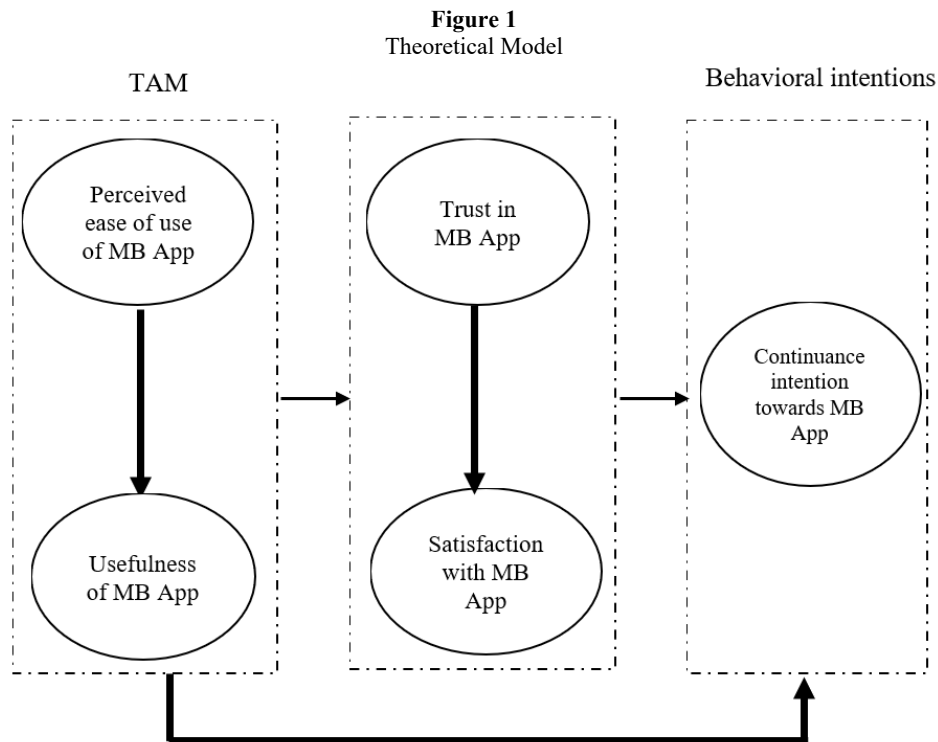 Figure 1
Theoretical Model
TAM
Behavioral intentions
Perceived
ease of use
of MB App
Trust in
MB App
Continuance
intention
towards MB
App
Usefulness
of MB App
Satisfaction
with MB
App